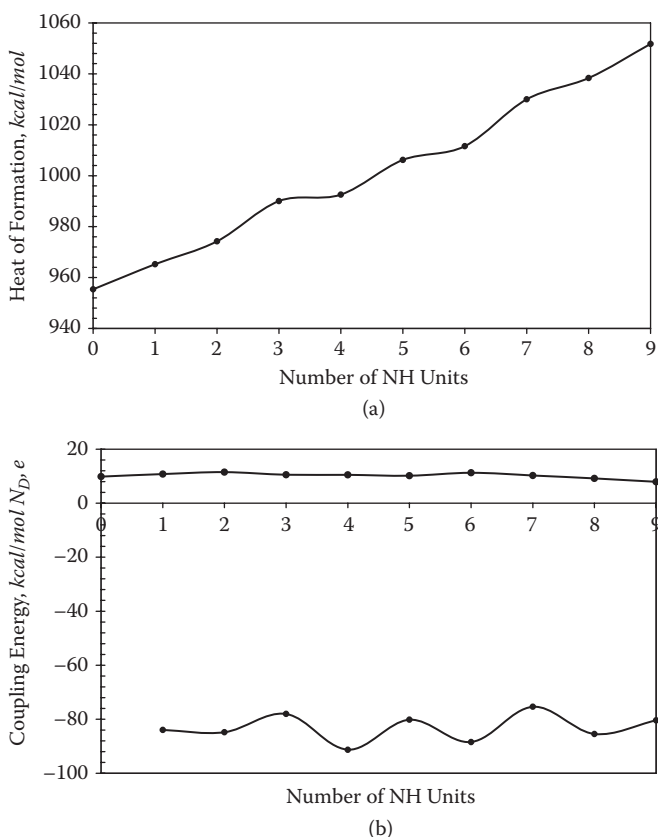 1060
1040
1020
1000
980
960
940
Heat of Formation, kcal/mol
0 1 2 3 4 5 6 7 8 9
Number of NH Units
(a)
20
0
−20
−40
−60
−80
−100
Coupling Energy, kcal/mol N_D, e
0 1 2 3 4 5 6 7 8 9
Number of NH Units
(b)